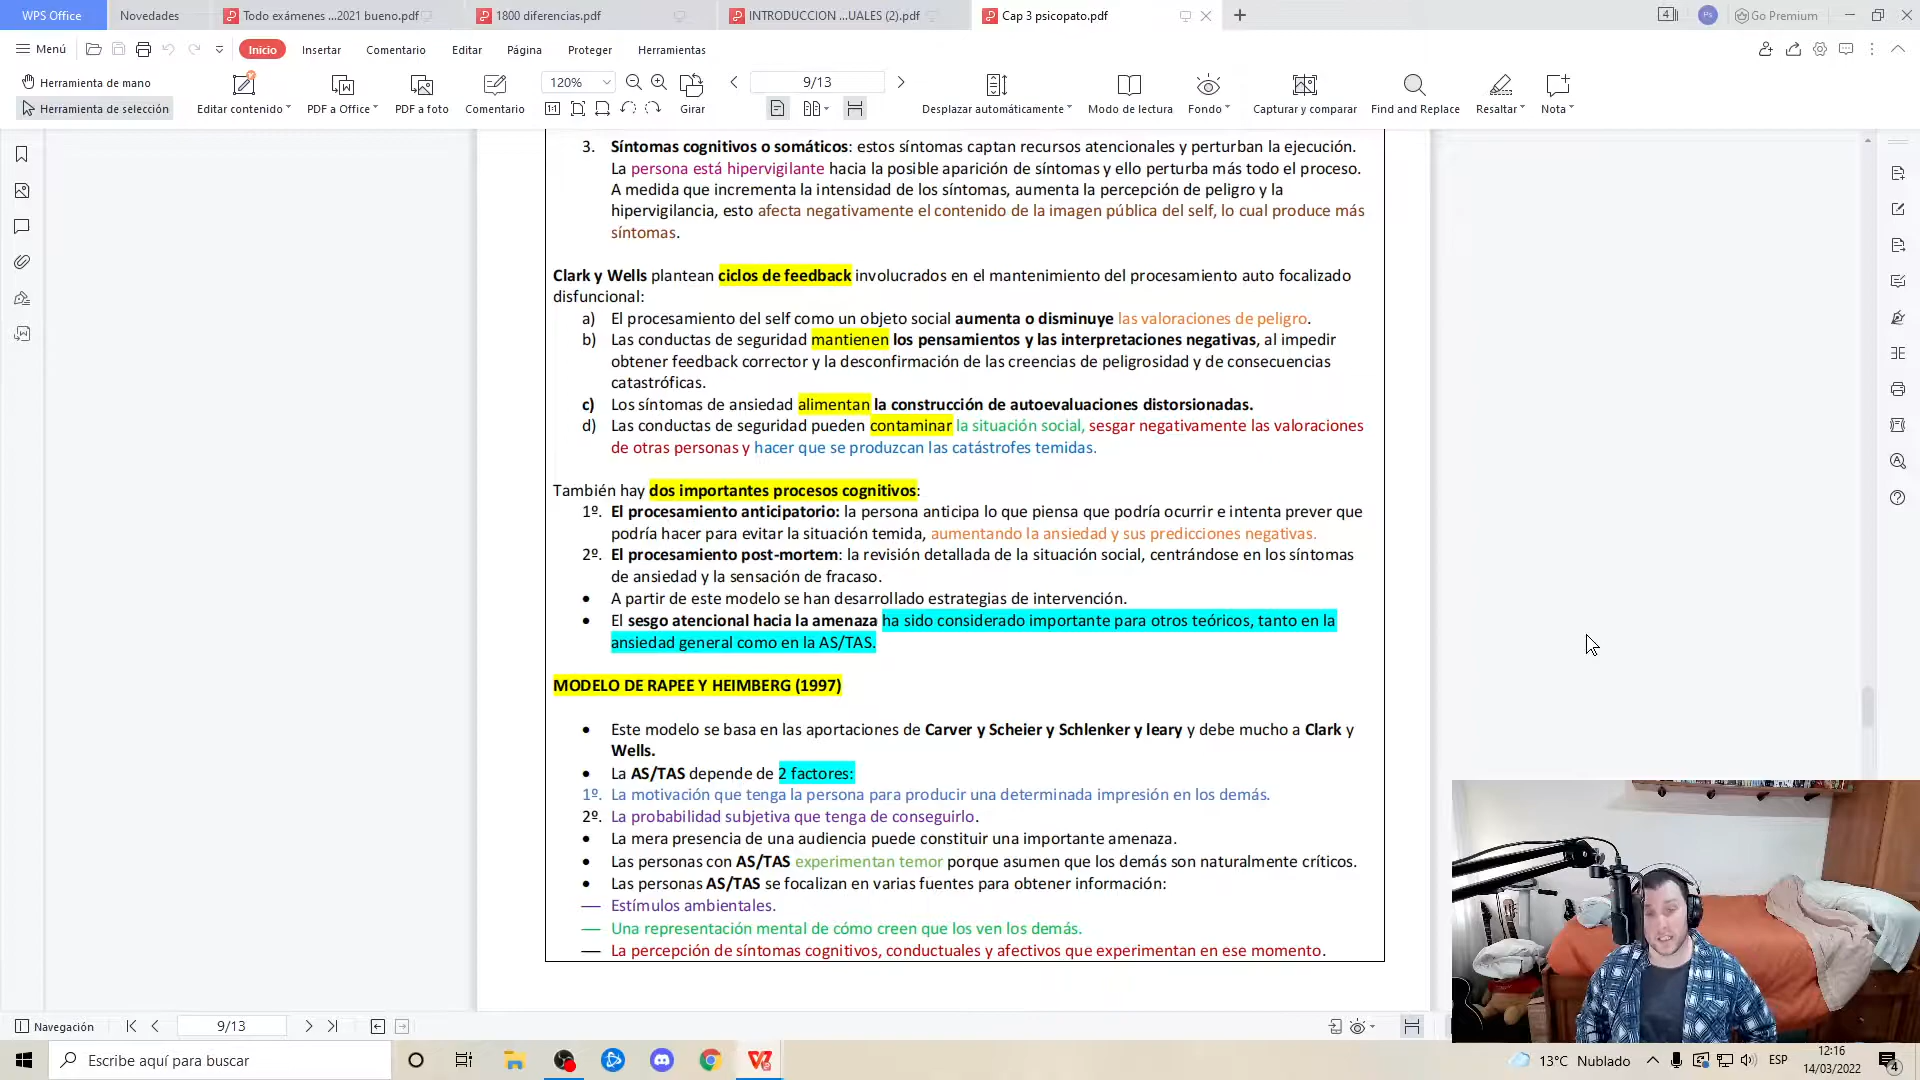 WPS Office
Novedades
Todo exámenes ...2021 bueno.pdf
1800 diferencias.pdf
INTRODUCCION ...UALES (2).pdf
Cap 3 psicopato.pdf
Go Premium
Menú
Inicio
Insertar
Comentario
Editar
Página
Proteger
Herramientas
Herramienta de mano
Herramienta de selección
Editar contenido
PDF a Office
PDF a foto
Comentario
120%
Girar
9/13
Desplazar automáticamente
Modo de lectura
Fondo
Capturar y comparar
Find and Replace
Resaltar
Nota
3. Síntomas cognitivos o somáticos: estos síntomas captan recursos atencionales y perturban la ejecución.
La persona está hipervigilante hacia la posible aparición de síntomas y ello perturba más todo el proceso.
A medida que incrementa la intensidad de los síntomas, aumenta la percepción de peligro y la
hipervigilancia, esto afecta negativamente el contenido de la imagen pública del self, lo cual produce más
síntomas.
Clark y Wells plantean ciclos de feedback involucrados en el mantenimiento del procesamiento auto focalizado
disfuncional:
a) El procesamiento del self como un objeto social aumenta o disminuye las valoraciones de peligro.
b) Las conductas de seguridad mantienen los pensamientos y las interpretaciones negativas, al impedir
obtener feedback corrector y la desconfirmación de las creencias de peligrosidad y de consecuencias
catastróficas.
c) Los síntomas de ansiedad alimentan la construcción de autoevaluaciones distorsionadas.
d) Las conductas de seguridad pueden contaminar la situación social, sesgar negativamente las valoraciones
de otras personas y hacer que se produzcan las catástrofes temidas.
También hay dos importantes procesos cognitivos:
1º. El procesamiento anticipatorio: la persona anticipa lo que piensa que podría ocurrir e intenta prever que
podría hacer para evitar la situación temida, aumentando la ansiedad y sus predicciones negativas.
2º. El procesamiento post-mortem: la revisión detallada de la situación social, centrándose en los síntomas
de ansiedad y la sensación de fracaso.
• A partir de este modelo se han desarrollado estrategias de intervención.
• El sesgo atencional hacia la amenaza ha sido considerado importante para otros teóricos, tanto en la
ansiedad general como en la AS/TAS.
MODELO DE RAPEE Y HEIMBERG (1997)
• Este modelo se basa en las aportaciones de Carver y Scheier y Schlenker y leary y debe mucho a Clark y
Wells.
• La AS/TAS depende de 2 factores:
1º. La motivación que tenga la persona para producir una determinada impresión en los demás.
2º. La probabilidad subjetiva que tenga de conseguirlo.
• La mera presencia de una audiencia puede constituir una importante amenaza.
• Las personas con AS/TAS experimentan temor porque asumen que los demás son naturalmente críticos.
• Las personas AS/TAS se focalizan en varias fuentes para obtener información:
— Estímulos ambientales.
— Una representación mental de cómo creen que los ven los demás.
— La percepción de síntomas cognitivos, conductuales y afectivos que experimentan en ese momento.
Navegación
9/13
Escribe aquí para buscar
13°C Nublado
ESP
12:16
14/03/2022